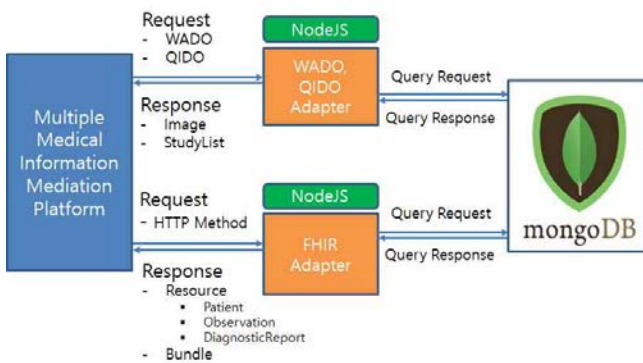 Request
- WADO
- QIDO
NodeJS
WADO,
QIDO
Adapter
Query Request
Query Response
Multiple
Medical
Information
Mediation
Platform
Response
- Image
- StudyList
Request
- HTTP Method
NodeJS
FHIR
Adapter
Query Request
Query Response
mongoDB
Response
- Resource
▪ Patient
▪ Observation
▪ DiagnosticReport
- Bundle